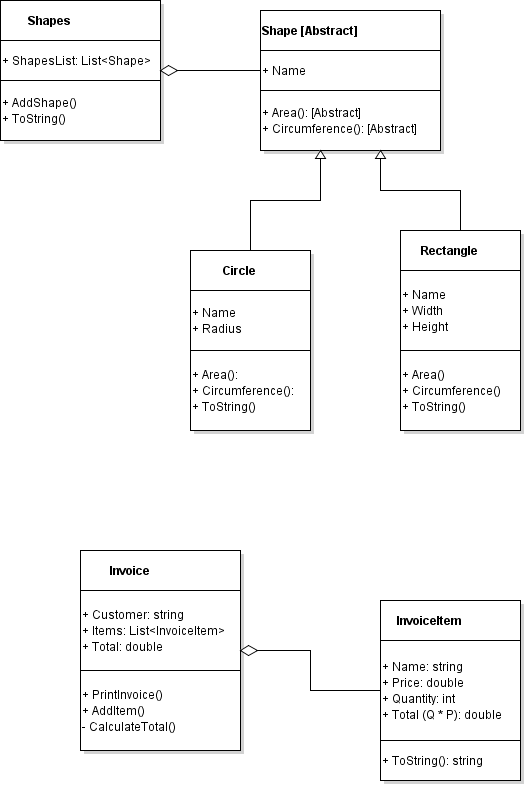 Shapes
+ ShapesList: List<Shape>
+ AddShape()
+ ToString()
Shape [Abstract]
+ Name
+ Area(): [Abstract]
+ Circumference(): [Abstract]
Circle
+ Name
+ Radius
+ Area():
+ Circumference():
+ ToString()
Rectangle
+ Name
+ Width
+ Height
+ Area()
+ Circumference()
+ ToString()
Invoice
+ Customer: string
+ Items: List<InvoiceItem>
+ Total: double
+ PrintInvoice()
+ AddItem()
- CalculateTotal()
InvoiceItem
+ Name: string
+ Price: double
+ Quantity: int
+ Total (Q * P): double
+ ToString(): string